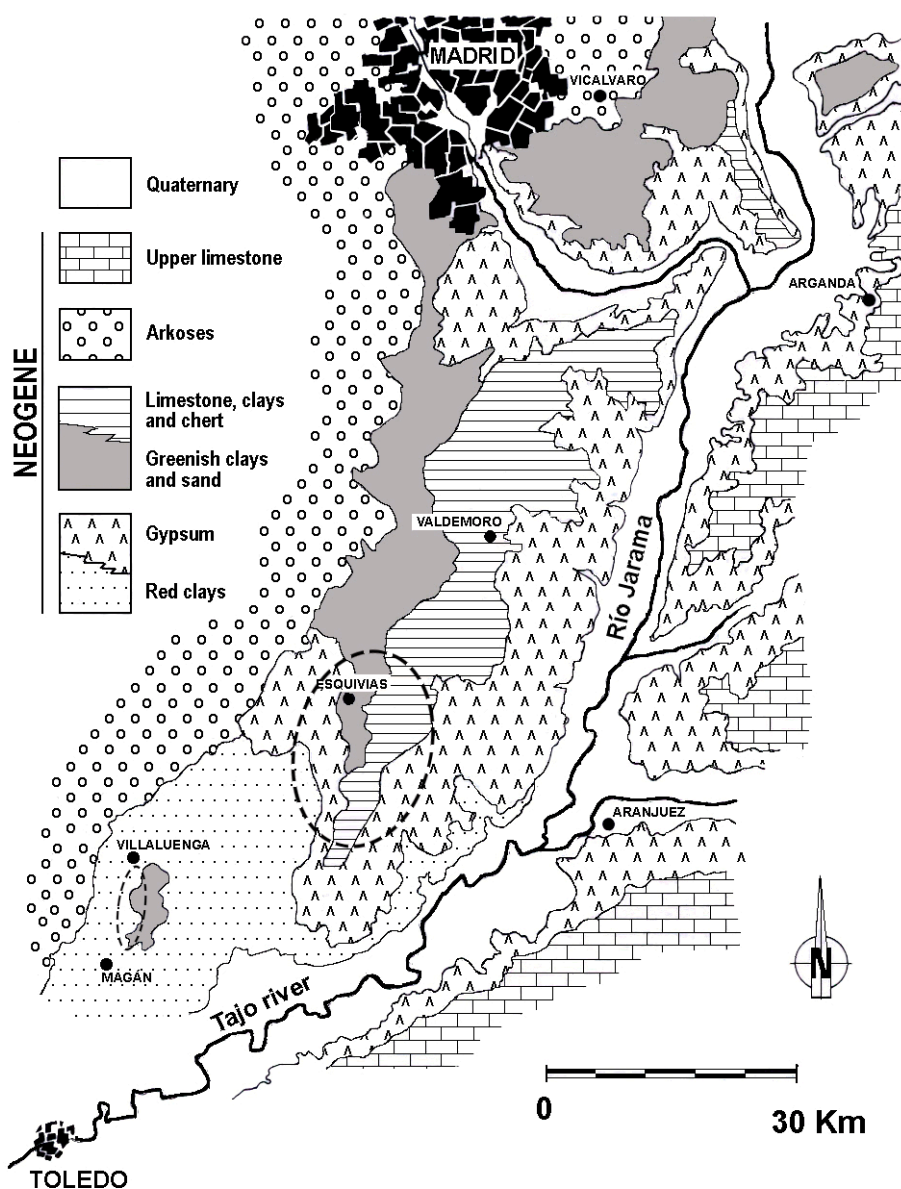 MADRID
VICALVARO
Quaternary
Upper limestone
ARGANDA
Arkoses
NEOGENE
Limestone, clays
and chert
Greenish clays
and sand
VALDEMORO
Gypsum
Río Jarama
Red clays
ESQUIVIAS
ARANJUEZ
VILLALUENGA
MAGÁN
N
Tajo river
0
30 Km
TOLEDO